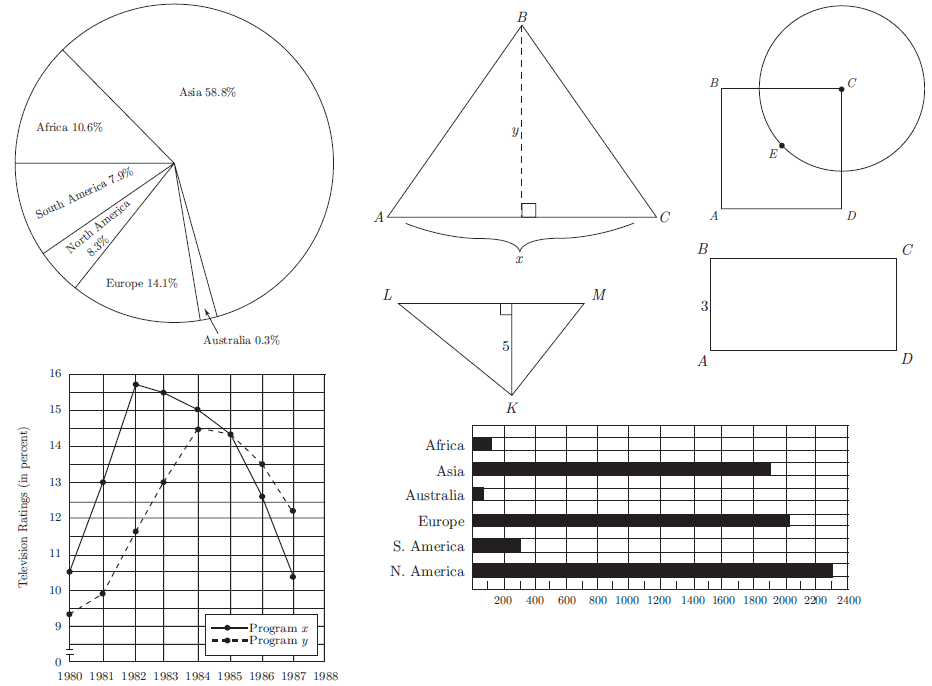 Asia 58.8%
Africa 10.6%
South America 7.9%
North America
8.3%
Europe 14.1%
Australia 0.3%
B
y
A
C
x
B
C
E
A
D
L
M
5
K
B
C
3
A
D
Television Ratings (in percent)
16
15
14
13
12
11
10
9
0
1980 1981 1982 1983 1984 1985 1986 1987 1988
Program x
Program y
Africa
Asia
Australia
Europe
S. America
N. America
200 400 600 800 1000 1200 1400 1600 1800 2000 2200 2400